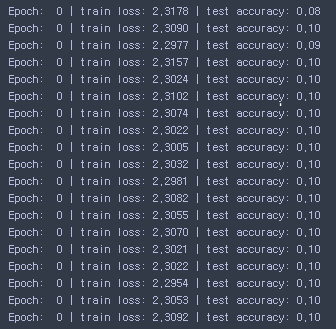 Epoch:  0 | train loss: 2.3178 | test accuracy: 0.08
Epoch:  0 | train loss: 2.3090 | test accuracy: 0.10
Epoch:  0 | train loss: 2.2977 | test accuracy: 0.09
Epoch:  0 | train loss: 2.3157 | test accuracy: 0.10
Epoch:  0 | train loss: 2.3024 | test accuracy: 0.10
Epoch:  0 | train loss: 2.3102 | test accuracy: 0.10
Epoch:  0 | train loss: 2.3074 | test accuracy: 0.10
Epoch:  0 | train loss: 2.3022 | test accuracy: 0.10
Epoch:  0 | train loss: 2.3005 | test accuracy: 0.10
Epoch:  0 | train loss: 2.3032 | test accuracy: 0.10
Epoch:  0 | train loss: 2.2981 | test accuracy: 0.10
Epoch:  0 | train loss: 2.3082 | test accuracy: 0.10
Epoch:  0 | train loss: 2.3055 | test accuracy: 0.10
Epoch:  0 | train loss: 2.3070 | test accuracy: 0.10
Epoch:  0 | train loss: 2.3021 | test accuracy: 0.10
Epoch:  0 | train loss: 2.3022 | test accuracy: 0.10
Epoch:  0 | train loss: 2.2954 | test accuracy: 0.10
Epoch:  0 | train loss: 2.3053 | test accuracy: 0.10
Epoch:  0 | train loss: 2.3092 | test accuracy: 0.10